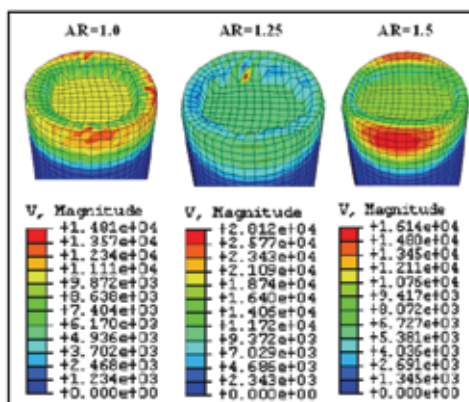 AR=1.0
AR=1.25
AR=1.5
V, Magnitude
+1.481e+04
+1.357e+04
+1.234e+04
+1.111e+04
+9.872e+03
+8.638e+03
+7.404e+03
+6.170e+03
+4.936e+03
+3.702e+03
+2.468e+03
+1.234e+03
+0.000e+00
V, Magnitude
+2.812e+04
+2.577e+04
+2.343e+04
+2.109e+04
+1.874e+04
+1.640e+04
+1.406e+04
+1.172e+04
+9.372e+03
+7.029e+03
+4.686e+03
+2.343e+03
+0.000e+00
V, Magnitude
+1.614e+04
+1.480e+04
+1.345e+04
+1.211e+04
+1.076e+04
+9.417e+03
+8.072e+03
+6.727e+03
+5.381e+03
+4.036e+03
+2.691e+03
+1.345e+03
+0.000e+00